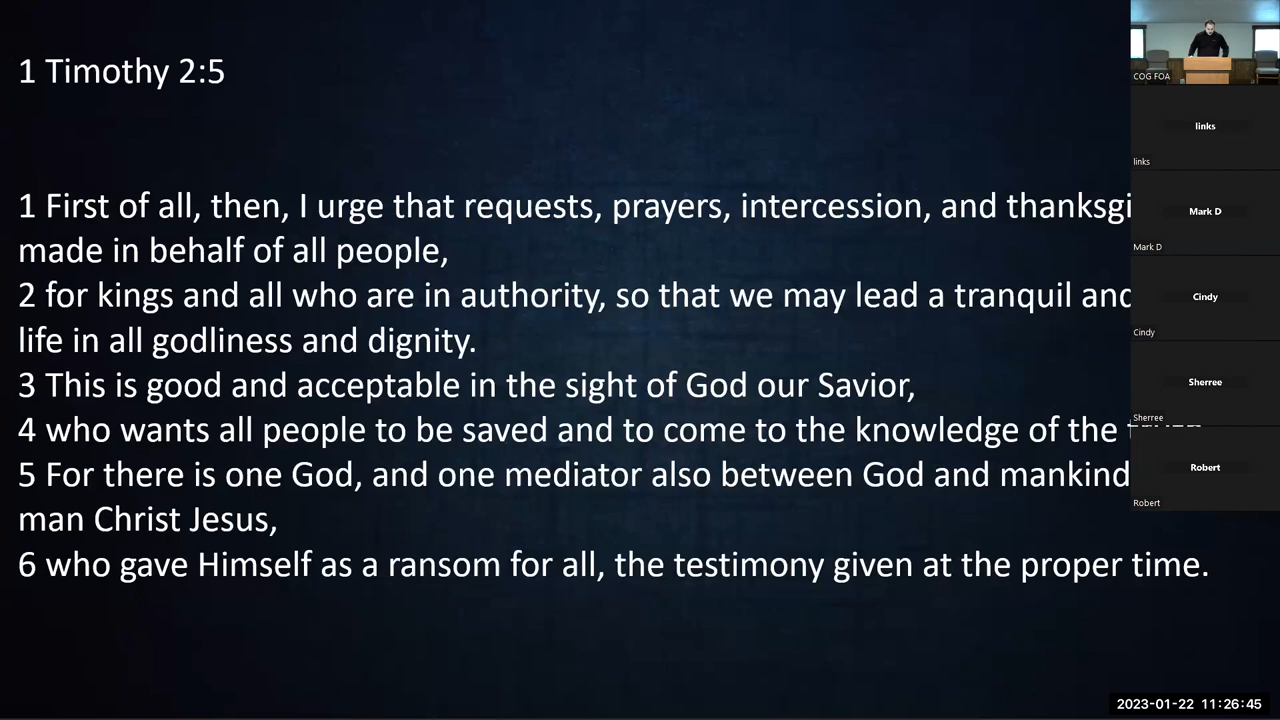 1 Timothy 2:5
1 First of all, then, I urge that requests, prayers, intercession, and
made in behalf of all people,
2 for kings and all who are in authority, so that we may lead a tranquil and
life in all godliness and dignity.
3 This is good and acceptable in the sight of God our Savior,
4 who wants all people to be saved and to come to the knowledge of the
5 For there is one God, and one mediator also between God and mankind
man Christ Jesus,
6 who gave Himself as a ransom for all, the testimony given at the proper time.
COG FOA
links
links
Mark D
Mark D
Cindy
Cindy
Sherree
Sherree
Robert
Robert
2023-01-22 11:26:45